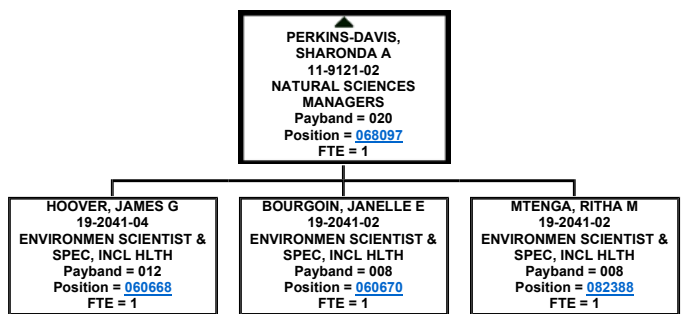 PERKINS-DAVIS,
SHARONDA A
11-9121-02
NATURAL SCIENCES
MANAGERS
Payband = 020
Position = 068097
FTE = 1
HOOVER, JAMES G
19-2041-04
ENVIRONMEN SCIENTIST &
SPEC, INCL HLTH
Payband = 012
Position = 060668
FTE = 1
BOURGOIN, JANELLE E
19-2041-02
ENVIRONMEN SCIENTIST &
SPEC, INCL HLTH
Payband = 008
Position = 060670
FTE = 1
MTENGA, RITHA M
19-2041-02
ENVIRONMEN SCIENTIST &
SPEC, INCL HLTH
Payband = 008
Position = 082388
FTE = 1